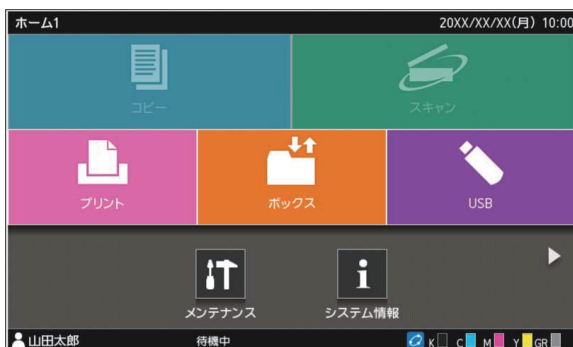 ホーム1 20XX/XX/XX(月) 10:00
コピー スキャン
プリント ボックス USB
メンテナンス システム情報
山田太郎 待機中 K C M Y GR